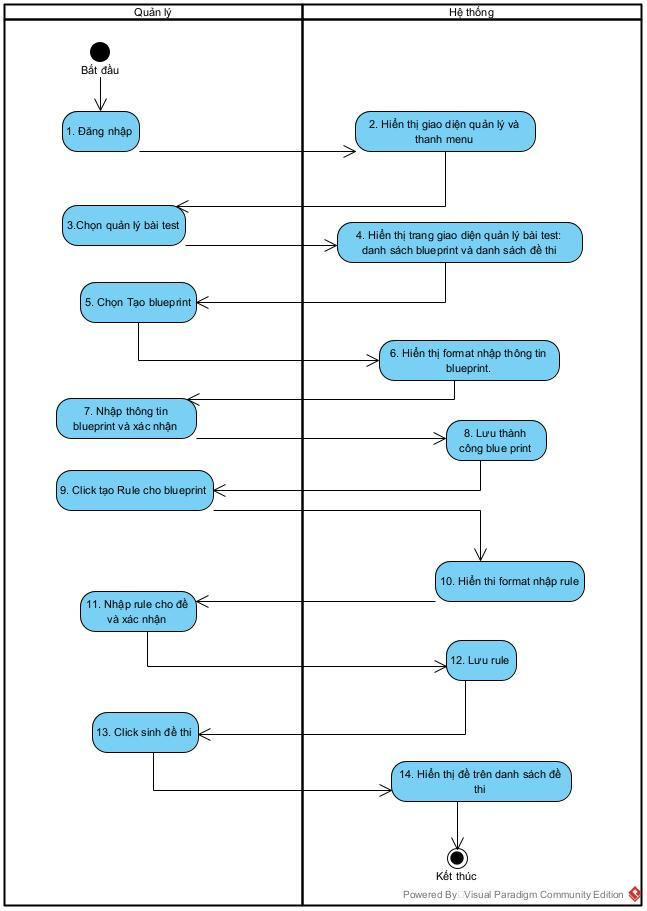 Quản lý
Hệ thống
Bắt đầu
1. Đăng nhập
2. Hiển thị giao diện quản lý và
thanh menu
3.Chọn quản lý bài test
4. Hiển thị trang giao diện quản lý bài test:
danh sách blueprint và danh sách đề thi
5. Chọn Tạo blueprint
6. Hiển thị format nhập thông tin
blueprint.
7. Nhập thông tin
blueprint và xác nhận
8. Lưu thành
công blue print
9. Click tạo Rule cho blueprint
10. Hiển thi format nhập rule
11. Nhập rule cho đề
và xác nhận
12. Lưu rule
13. Click sinh đề thi
14. Hiển thị đề trên danh sách đề
thi
Kết thúc
Powered By Visual Paradigm Community Edition